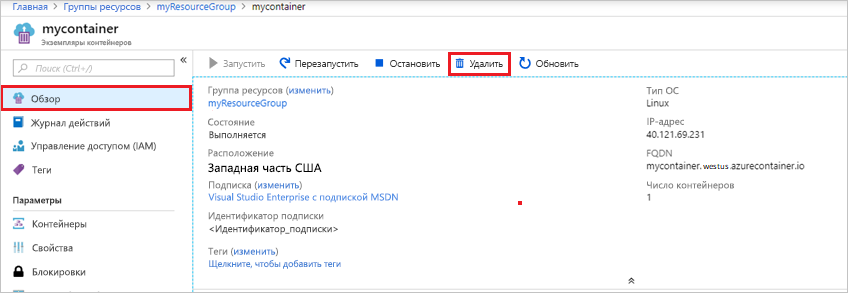 Главная > Группы ресурсов > myResourceGroup > mycontainer
mycontainer
Экземпляры контейнеров
Поиск (Ctrl+/)
«
Запустить Перезапустить Остановить Удалить Обновить
Обзор
Журнал действий
Управление доступом (IAM)
Теги
Параметры
Контейнеры
Свойства
Блокировки
Группа ресурсов (изменить)
myResourceGroup
Состояние
Выполняется
Расположение
Западная часть США
Подписка (изменить)
Visual Studio Enterprise с подпиской MSDN
Идентификатор подписки
<Идентификатор_подписки>
Теги (изменить)
Щелкните, чтобы добавить теги
Тип ОС
Linux
IP-адрес
40.121.69.231
FQDN
mycontainer.westus.azurecontainer.io
Число контейнеров
1